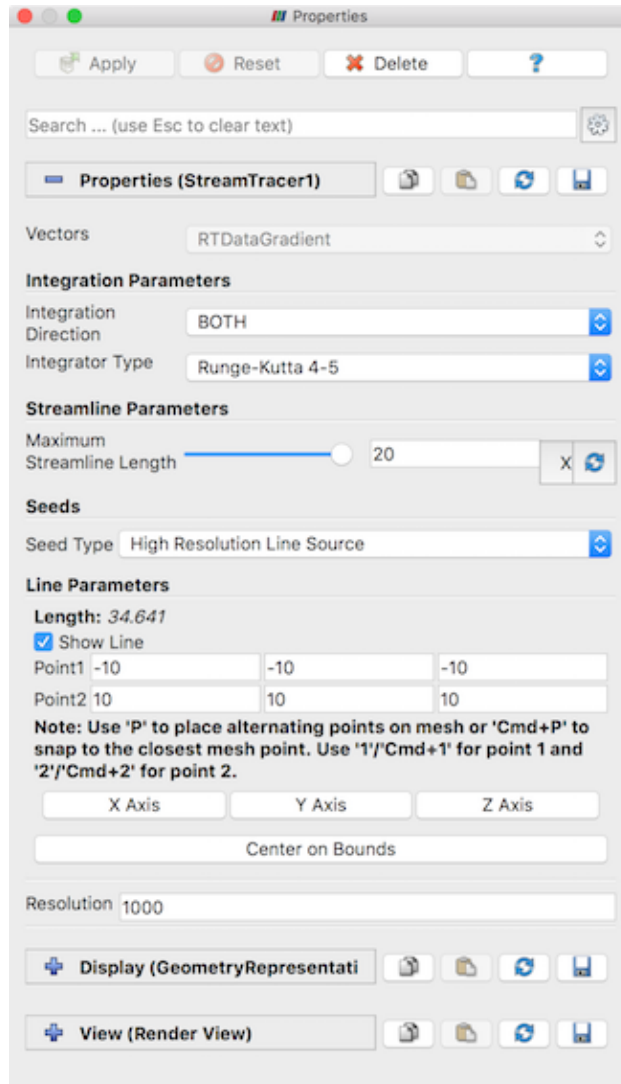 Properties
Apply
Reset
Delete
?
Search ... (use Esc to clear text)
Properties (StreamTracer1)
Vectors
RTDataGradient
Integration Parameters
Integration
Direction
BOTH
Integrator Type
Runge-Kutta 4-5
Streamline Parameters
Maximum
Streamline Length
20
X
Seeds
Seed Type
High Resolution Line Source
Line Parameters
Length: 34.641
Show Line
Point1 -10 -10 -10
Point2 10 10 10
Note: Use 'P' to place alternating points on mesh or 'Cmd+P' to
snap to the closest mesh point. Use '1'/'Cmd+1' for point 1 and
'2'/'Cmd+2' for point 2.
X Axis
Y Axis
Z Axis
Center on Bounds
Resolution 1000
Display (GeometryRepresentati
View (Render View)